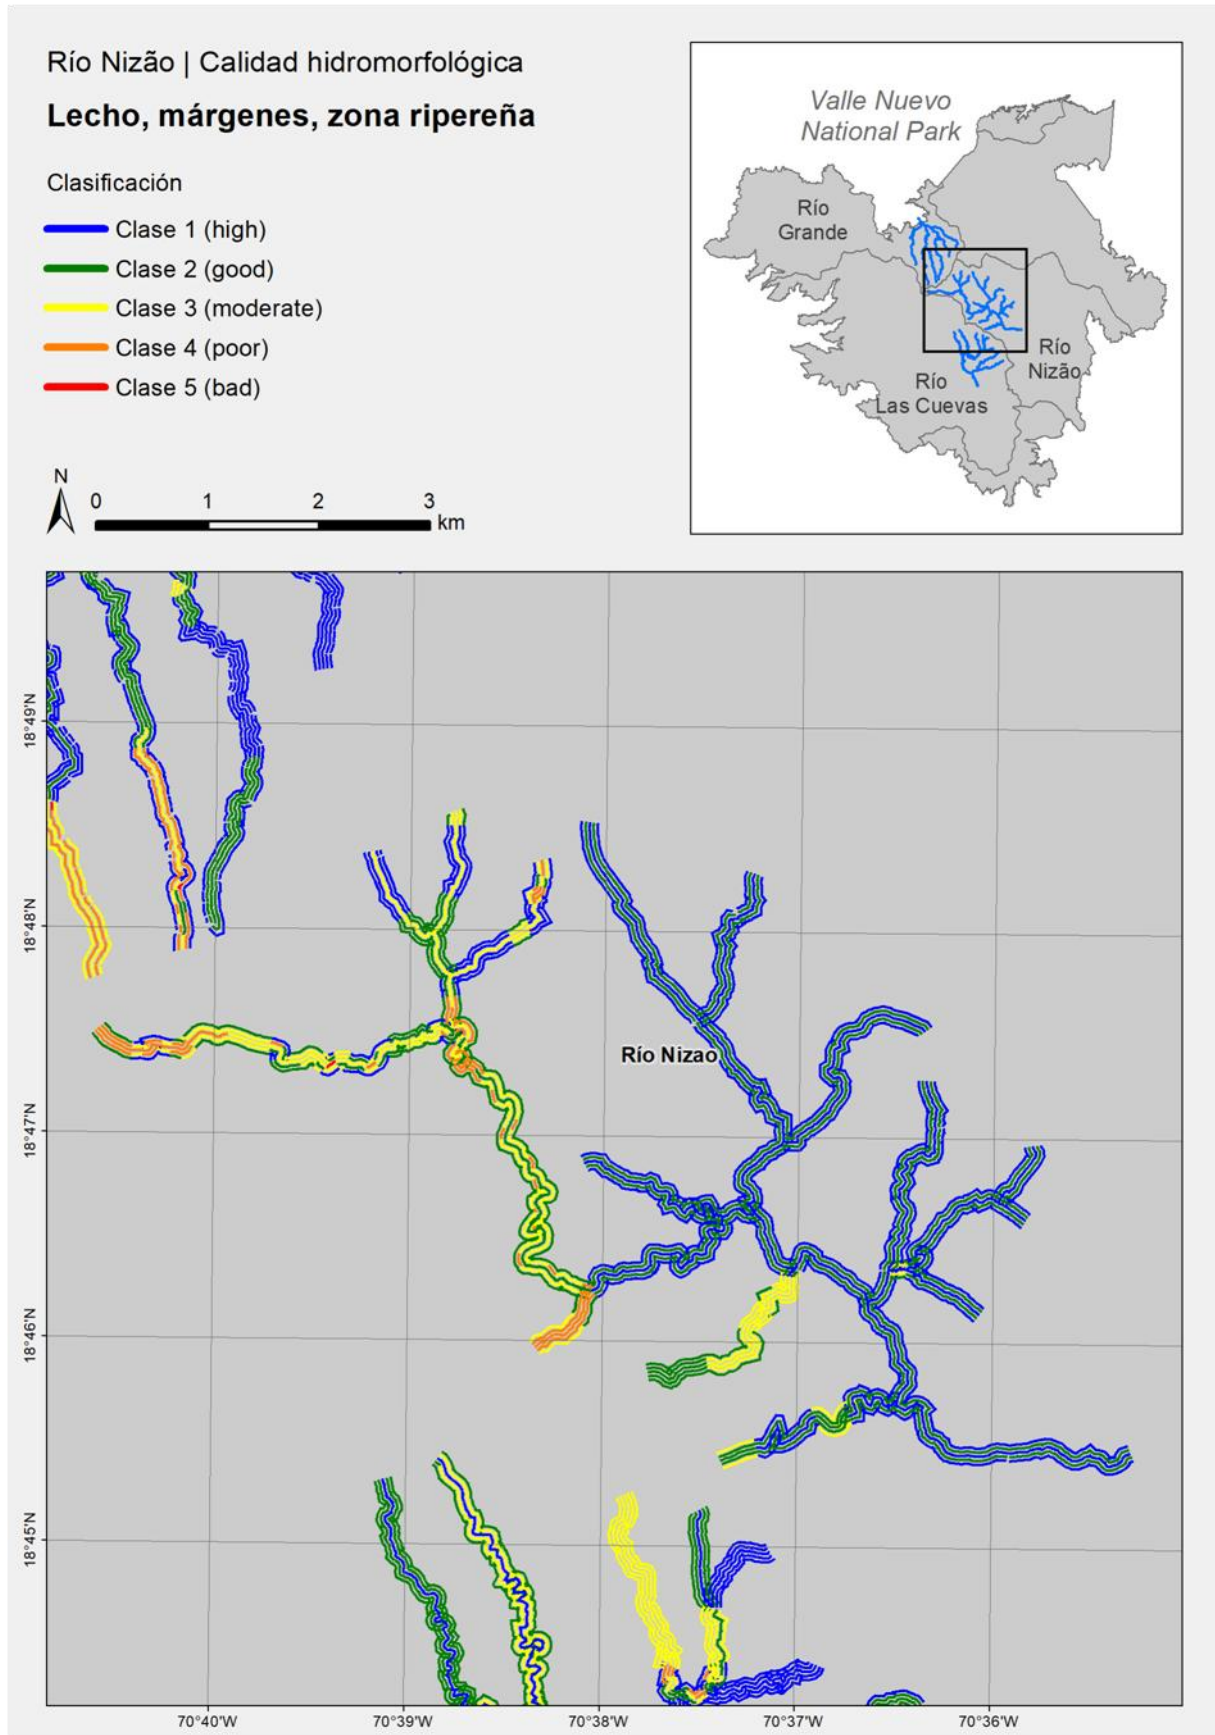 Río Nizão | Calidad hidromorfológica
Lecho, márgenes, zona ripereña
Clasificación
Clase 1 (high)
Clase 2 (good)
Clase 3 (moderate)
Clase 4 (poor)
Clase 5 (bad)
N
0 1 2 3
km
Valle Nuevo
National Park
Río
Grande
Río
Nizão
Río
Las Cuevas
18°49'N
18°48'N
Río Nizao
18°47'N
18°46'N
18°45'N
70°40'W 70°39'W 70°38'W 70°37'W 70°36'W